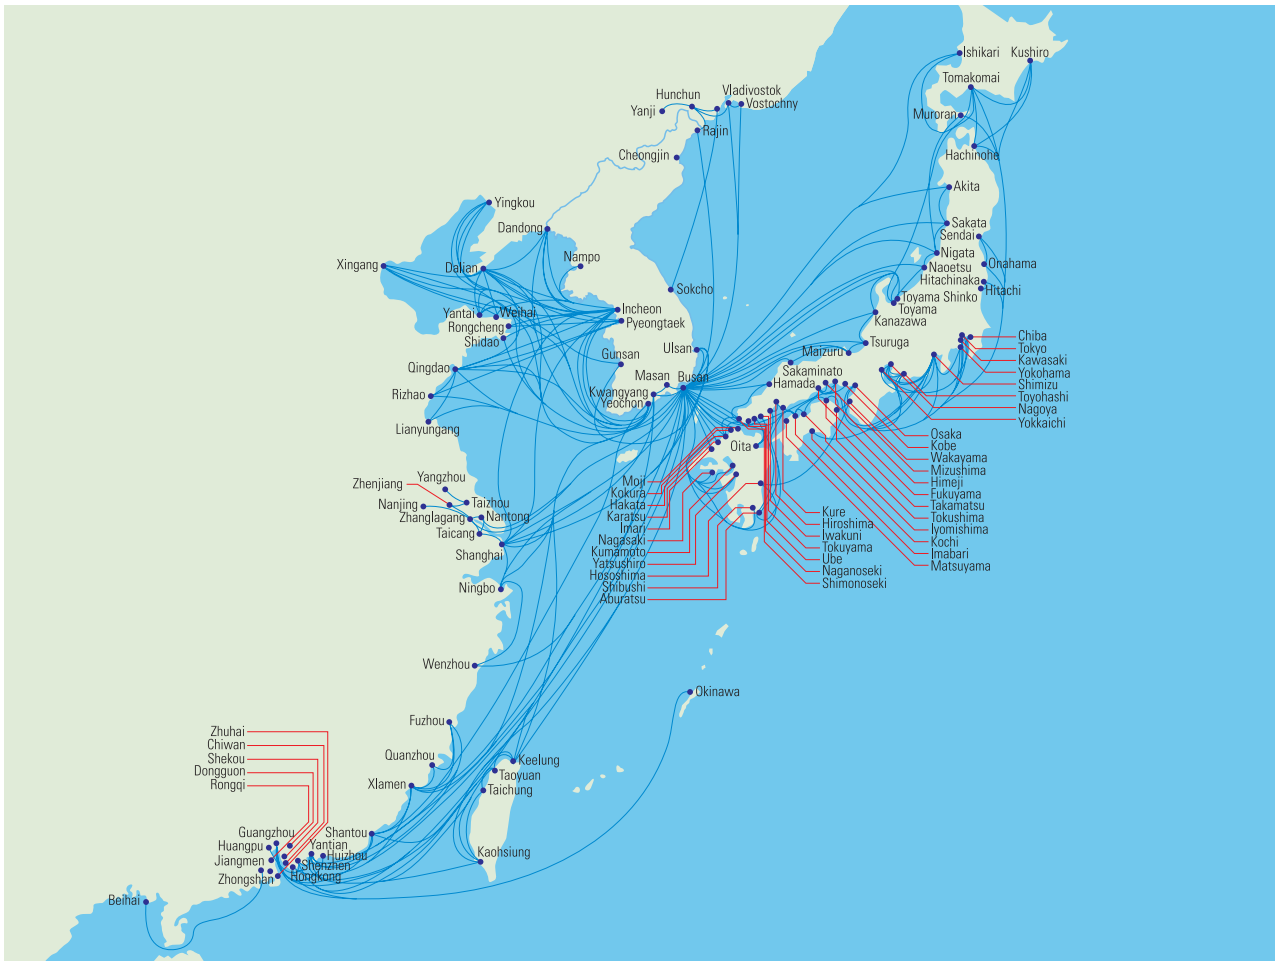 Ishikari
Kushiro
Tomakomai
Vladivostok
Hunchun
Vostochny
Yanji
Muroran
Rajin
Cheongjin
Hachinohe
Akita
Yingkou
Sakata
Dandong
Sendai
Nigata
Nampo
Xingang
Dalian
Naoetsu
Onahama
Hitachinaka
Sokcho
Hitachi
Toyama Shinko
Toyama
Incheon
Yantai
Weihai
Kanazawa
Pyeongtaek
Rongcheng
Shidao
Chiba
Tsuruga
Tokyo
Ulsan
Maizuru
Gunsan
Kawasaki
Qingdao
Sakaminato
Yokohama
Masan
Busan
Hamada
Shimizu
Kwangyang
Rizhao
Toyohashi
Yeochon
Nagoya
Yokkaichi
Lianyungang
Osaka
Oita
Kobe
Wakayama
Mizushima
Yangzhou
Moji
Himeji
Zhenjiang
Kokura
Fukuyama
Taizhou
Nanjing
Hakata
Takamatsu
Kure
Zhanglagang
Nantong
Karatsu
Tokushima
Hiroshima
Imari
Iyomishima
Taicang
Iwakuni
Nagasaki
Kochi
Tokuyama
Shanghai
Kumamoto
Imabari
Ube
Yatsushiro
Matsuyama
Naganoseki
Hososhima
Shimonoseki
Ningbo
Shibushi
Aburatsu
Wenzhou
Okinawa
Fuzhou
Zhuhai
Chiwan
Quanzhou
Shekou
Keelung
Dongguon
Taoyuan
Rongqi
Xlamen
Taichung
Guangzhou
Shantou
Huangpu
Yantian
Jiangmen
Huizhou
Kaohsiung
Shenzhen
Zhongshan
Hongkong
Beihai